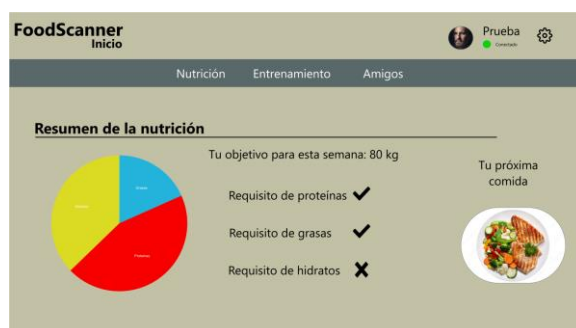 FoodScanner
Inicio
Prueba
Conectado
Nutrición
Entrenamiento
Amigos
Resumen de la nutrición
Tu objetivo para esta semana: 80 kg
Requisito de proteínas
Requisito de grasas
Requisito de hidratos
Tu próxima
comida